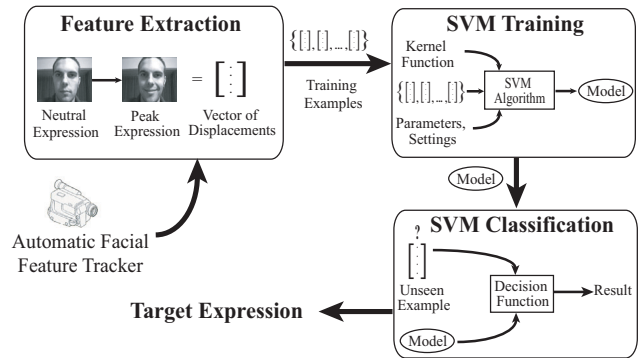 Feature Extraction
Neutral
Expression
Peak
Expression
=
Vector of
Displacements
{[⋮],[⋮],...,[⋮]}
Training
Examples
SVM Training
Kernel
Function
{[⋮],[⋮],...,[⋮]}
Parameters,
Settings
SVM
Algorithm
Model
Model
Automatic Facial
Feature Tracker
SVM Classification
?
Unseen
Example
Model
Decision
Function
Result
Target Expression